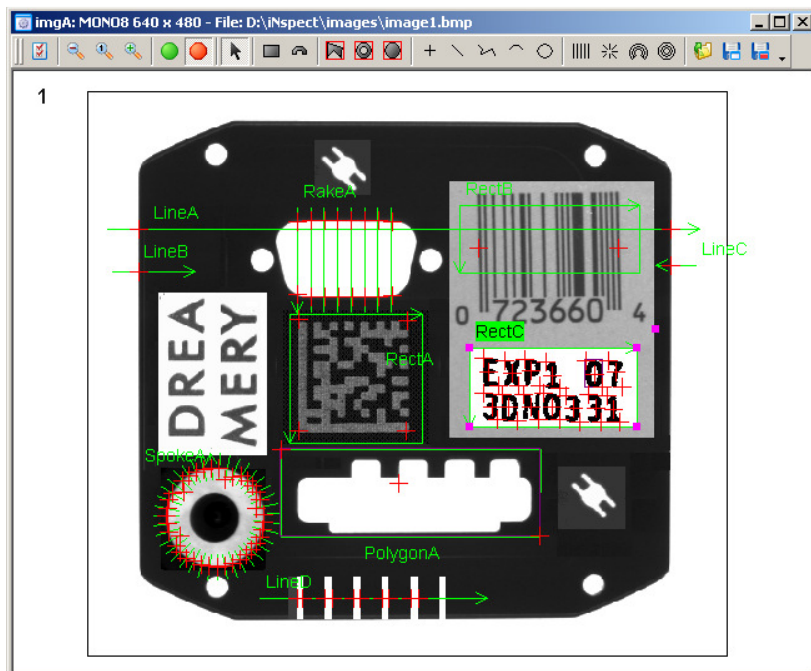 imgA: MONO8 640 x 480 - File: D:\iNspect\images\image1.bmp
1
RakeA
RectB
LineA
LineB
LineC
0 723660 4
RectC
RectA
DREA
MERY
EXP1 07
3DNO331
SpokeA
PolygonA
LineD